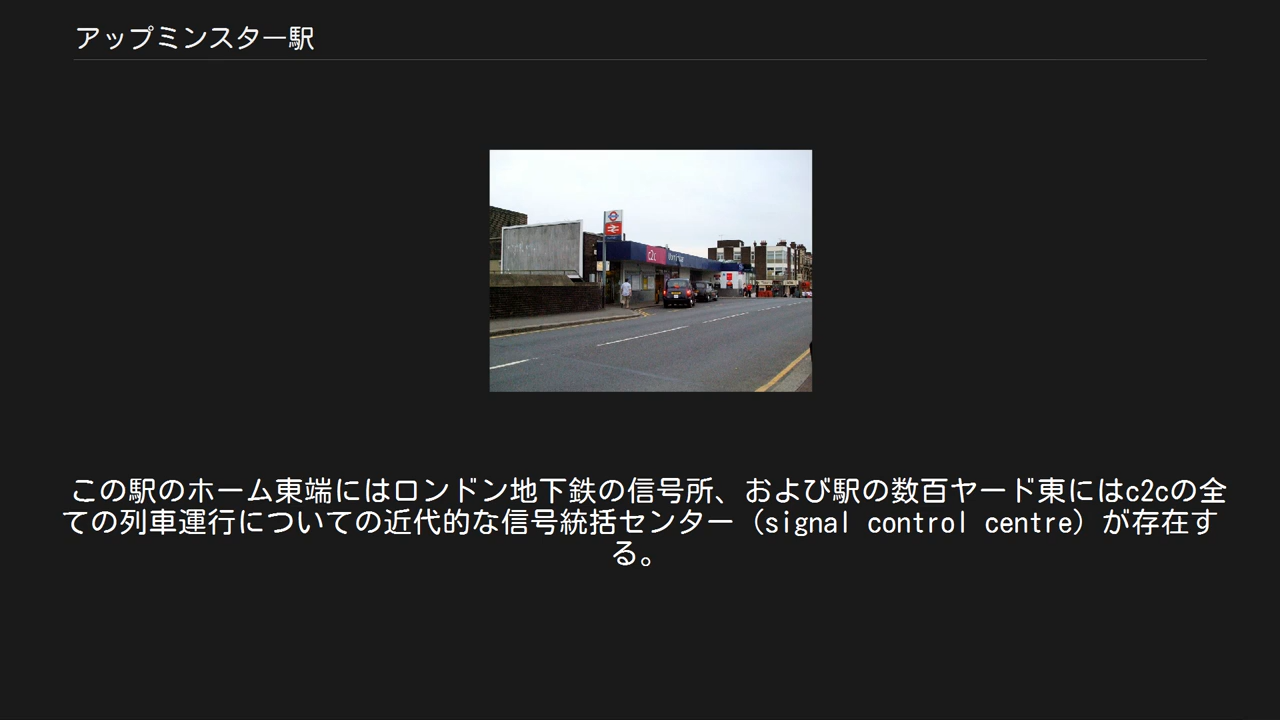 アップミンスター駅
c2c
この駅のホーム東端にはロンドン地下鉄の信号所、および駅の数百ヤード東にはc2cの全
ての列車運行についての近代的な信号統括センター（signal control centre）が存在す
る。